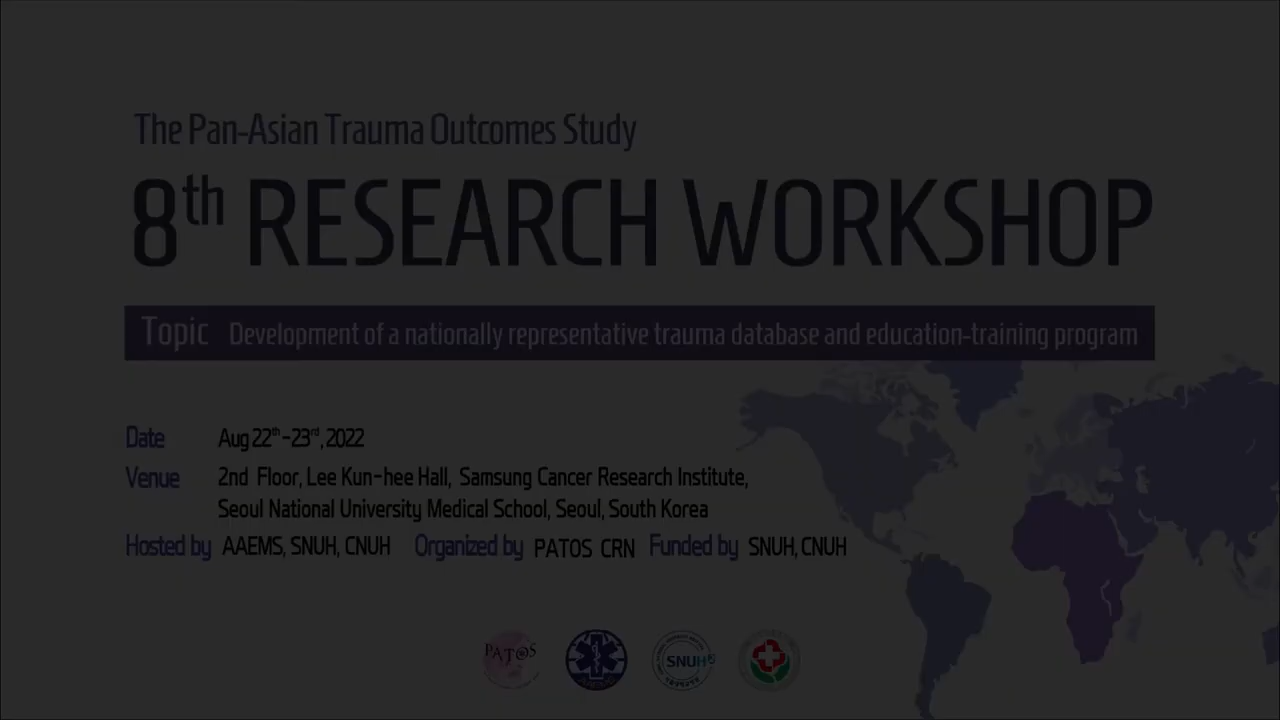 The Pan-Asian Trauma Outcomes Study
8th RESEARCH WORKSHOP
Topic Development of a nationally representative trauma database and education-training program
Date Aug 22th-23rd, 2022
Venue 2nd Floor, Lee Kun-hee Hall, Samsung Cancer Research Institute,
Seoul National University Medical School, Seoul, South Korea
Hosted by AAEMS, SNUH, CNUH Organized by PATOS CRN Funded by SNUH, CNUH
PATOS
SNUH